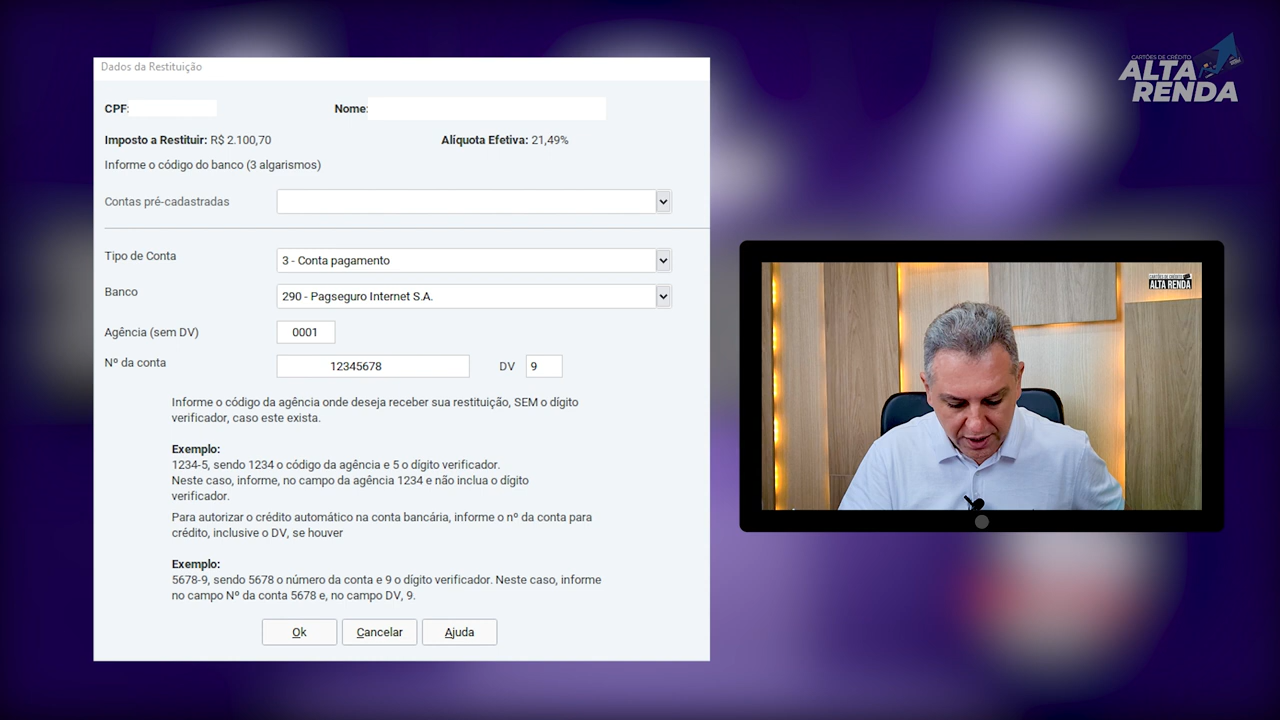 Dados da Restituição
CPF:
Nome:
Imposto a Restituir: R$ 2.100,70
Alíquota Efetiva: 21,49%
Informe o código do banco (3 algarismos)
Contas pré-cadastradas
Tipo de Conta
3 - Conta pagamento
Banco
290 - Pagseguro Internet S.A.
Agência (sem DV)
0001
Nº da conta
12345678
DV
9
Informe o código da agência onde deseja receber sua restituição, SEM o dígito
verificador, caso este exista.
Exemplo:
1234-5, sendo 1234 o código da agência e 5 o dígito verificador.
Neste caso, informe, no campo da agência 1234 e não inclua o dígito
verificador.
Para autorizar o crédito automático na conta bancária, informe o nº da conta para
crédito, inclusive o DV, se houver
Exemplo:
5678-9, sendo 5678 o número da conta e 9 o dígito verificador. Neste caso, informe
no campo Nº da conta 5678 e, no campo DV, 9.
Ok
Cancelar
Ajuda
CARTÕES DE CRÉDITO
ALTA
RENDA
CARTÕES DE CRÉDITO
ALTA RENDA